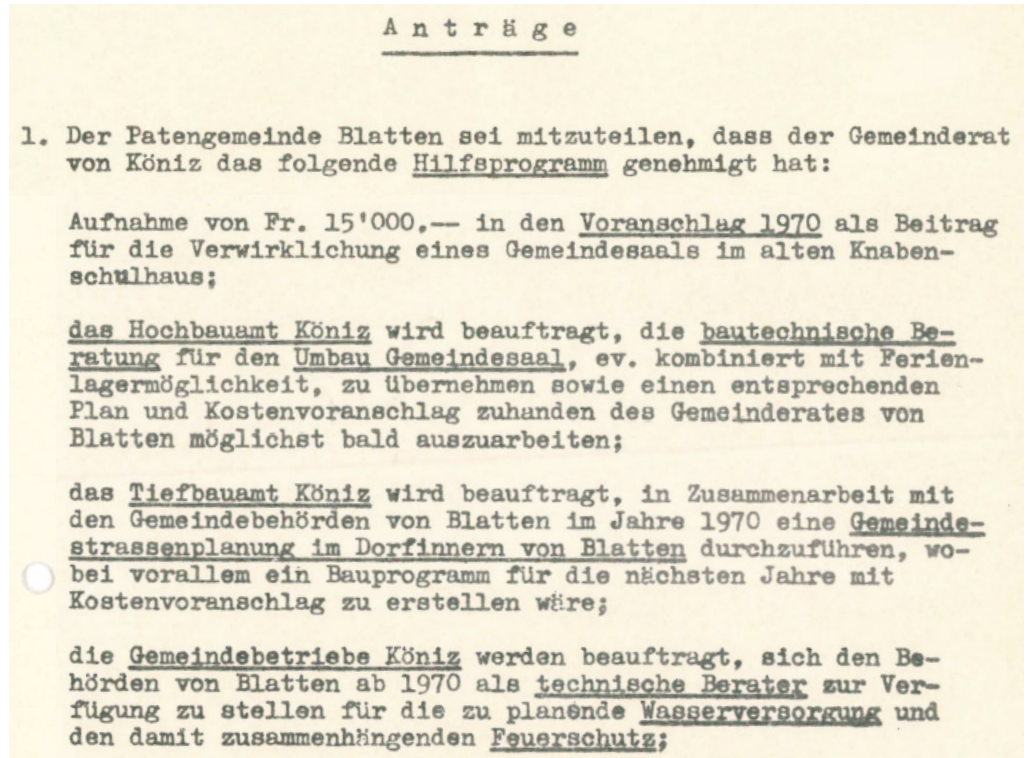 Anträge
1. Der Patengemeinde Blatten sei mitzuteilen, dass der Gemeinderat
von Köniz das folgende Hilfsprogramm genehmigt hat:
Aufnahme von Fr. 15'000.-- in den Voranschlag 1970 als Beitrag
für die Verwirklichung eines Gemeindesaals im alten Knaben-
schulhaus;
das Hochbauamt Köniz wird beauftragt, die bautechnische Be-
ratung für den Umbau Gemeindesaal, ev. kombiniert mit Ferien-
lagermöglichkeit, zu übernehmen sowie einen entsprechenden
Plan und Kostenvoranschlag zuhanden des Gemeinderates von
Blatten möglichst bald auszuarbeiten;
das Tiefbauamt Köniz wird beauftragt, in Zusammenarbeit mit
den Gemeindebehörden von Blatten im Jahre 1970 eine Gemeinde-
strassenplanung im Dorfinnern von Blatten durchzuführen, wo-
bei vorallem ein Bauprogramm für die nächsten Jahre mit
Kostenvoranschlag zu erstellen wäre;
die Gemeindebetriebe Köniz werden beauftragt, sich den Be-
hörden von Blatten ab 1970 als technische Berater zur Ver-
fügung zu stellen für die zu planende Wasserversorgung und
den damit zusammenhängenden Feuerschutz;